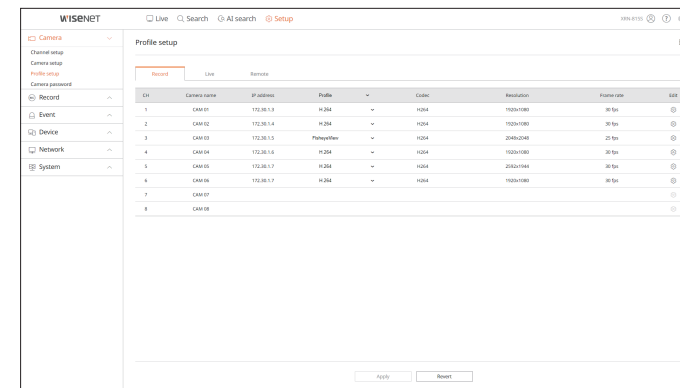 WISENET Live Search AI search Setup VRN-815S
Camera
Channel setup
Camera setup
Profile setup
Camera password
Record
Event
Device
Network
System
Profile setup
Record Live Remote
CH Camera name IP address Profile Codec Resolution Frame rate Edit
1 CAM 01 172.30.1.3 H.264 H264 1920x1080 30 fps
2 CAM 02 172.30.1.4 H.264 H264 1920x1080 30 fps
3 CAM 03 172.30.1.5 FisheyeView H264 2048x2048 25 fps
4 CAM 04 172.30.1.6 H.264 H264 1920x1080 30 fps
5 CAM 05 172.30.1.7 H.264 H264 2592x1944 30 fps
6 CAM 06 172.30.1.7 H.264 H264 1920x1080 30 fps
7 CAM 07
8 CAM 08
Apply Revert